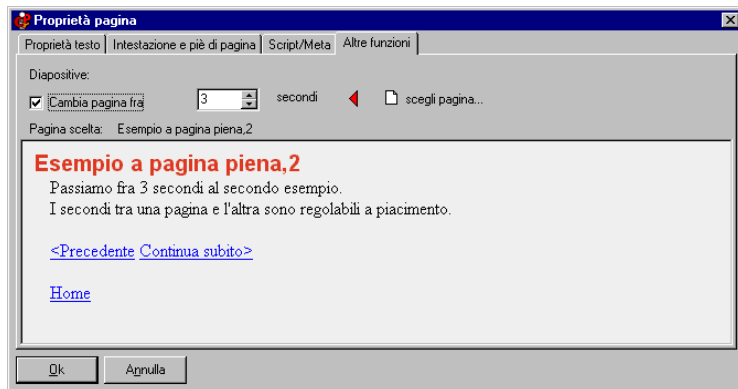 Proprietà pagina
Proprietà testo Intestazione e piè di pagina Script/Meta Altre funzioni
Diapositive:
Cambia pagina fra 3 secondi scegli pagina...
Pagina scelta: Esempio a pagina piena,2
Esempio a pagina piena,2
Passiamo fra 3 secondi al secondo esempio.
I secondi tra una pagina e l'altra sono regolabili a piacimento.
<Precedente Continua subito>
Home
Ok Annulla